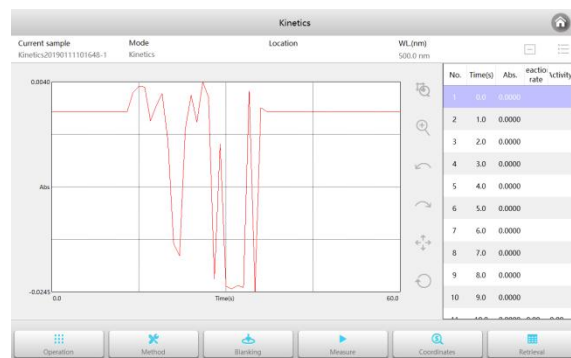 Kinetics
Current sample Mode Location WL.(nm)
Kinetics20190111101648-1 Kinetics 500.0 nm
No. Time(s) Abs. eactio rate \ctivity
1 0.0 0.0000
2 1.0 0.0000
3 2.0 0.0000
4 3.0 0.0000
5 4.0 0.0000
6 5.0 0.0000
7 6.0 0.0000
8 7.0 0.0000
9 8.0 0.0000
10 9.0 0.0000
0.0040
Abs
-0.0245
0.0 Time(s) 60.0
Operation Method Blanking Measure Coordinates Retrieval